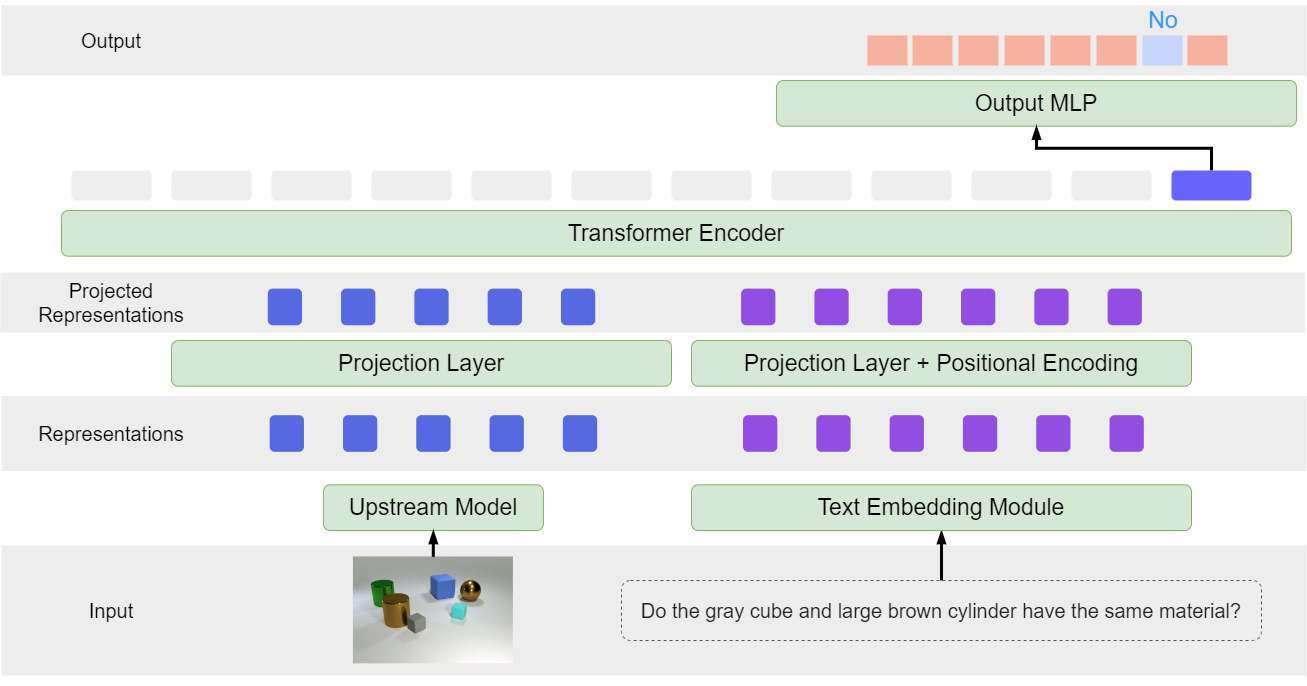 No
Output
Output MLP
Transformer Encoder
Projected
Representations
Projection Layer
Projection Layer + Positional Encoding
Representations
Upstream Model
Text Embedding Module
Input
Do the gray cube and large brown cylinder have the same material?